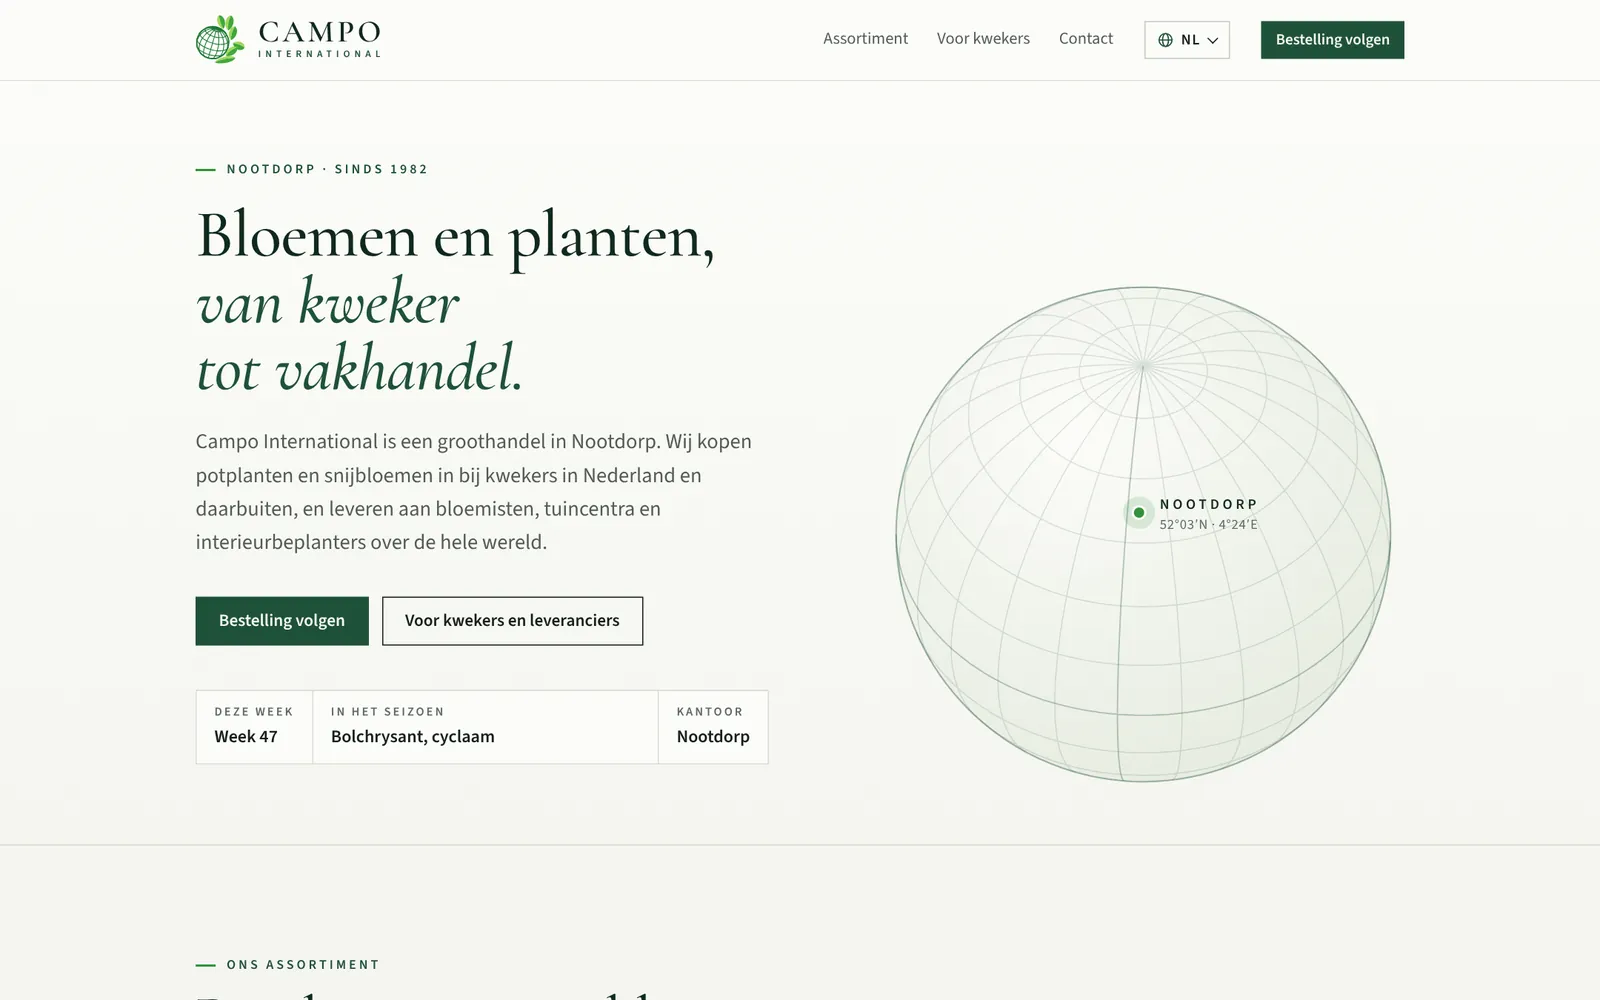 CAMPO
INTERNATIONAL
Assortiment
Voor kwekers
Contact
NL
Bestelling volgen
NOOTDORP · SINDS 1982
Bloemen en planten,
van kweker
tot vakhandel.
Campo International is een groothandel in Nootdorp. Wij kopen
potplanten en snijbloemen in bij kwekers in Nederland en
daarbuiten, en leveren aan bloemisten, tuincentra en
interieurbeplanters over de hele wereld.
Bestelling volgen
Voor kwekers en leveranciers
DEZE WEEK
Week 47
IN HET SEIZOEN
Bolchrysant, cyclaam
KANTOOR
Nootdorp
NOOTDORP
52°03′N · 4°24′E
ONS ASSORTIMENT